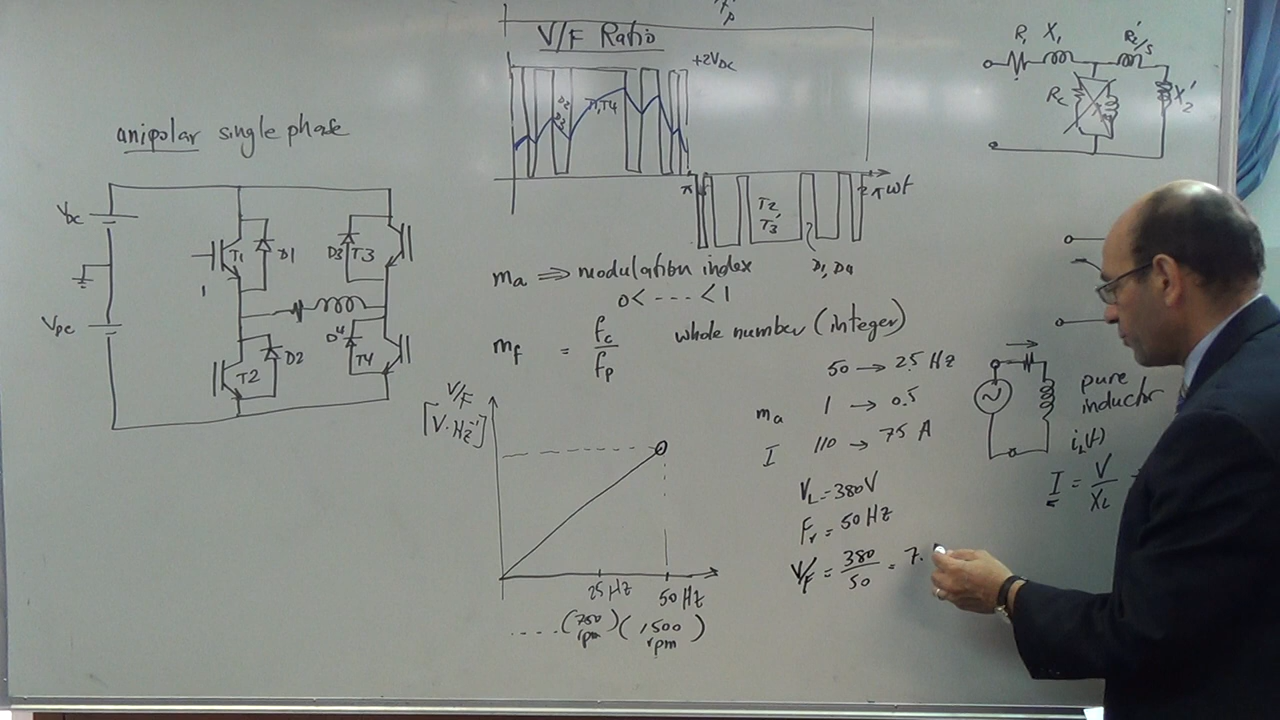 V/F Ratio
+2VDC
D2
D3
T1, T4
π
2π wt
T2
T3
D1, D4
anipolar single phase
VDC
VDC
T1
D1
D3
T3
1
T2
D2
D4
T4
ma ⇒ modulation index
0< --- <1
mf = fc/fp whole number (integer)
50 → 25 Hz
ma 1 → 0.5
I 110 → 75 A
VL = 380V
Fr = 50 Hz
V/F = 380/50 = 7.
V/F
[V·Hz⁻¹]
25 Hz
50 Hz
..... (750 rpm) (1500 rpm)
R1 X1 R2'/s
Rc
X2'
pure
inductor
iL(t)
I = V/XL =